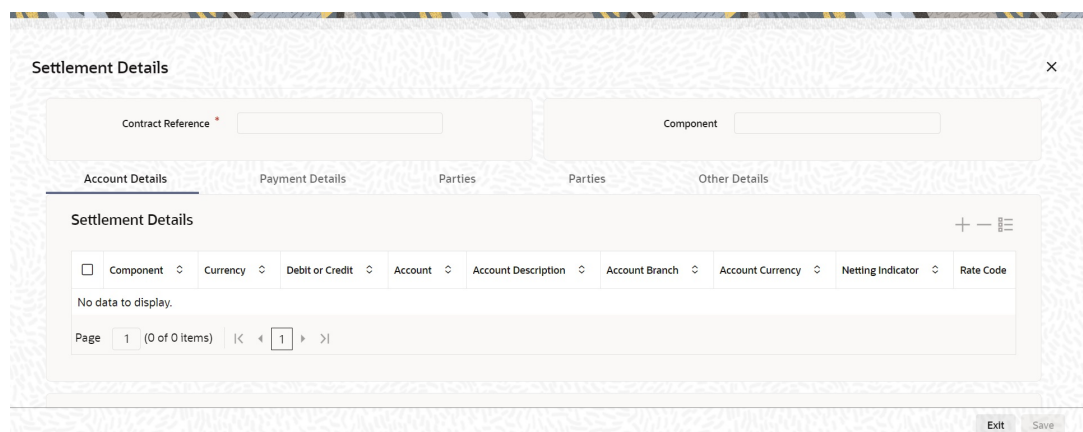 Settlement Details
Contract Reference *
Component
Account Details Payment Details Parties Parties Other Details
Settlement Details
Component Currency Debit or Credit Account Account Description Account Branch Account Currency Netting Indicator Rate Code
No data to display.
Page 1 (0 of 0 items) 1
Exit Save